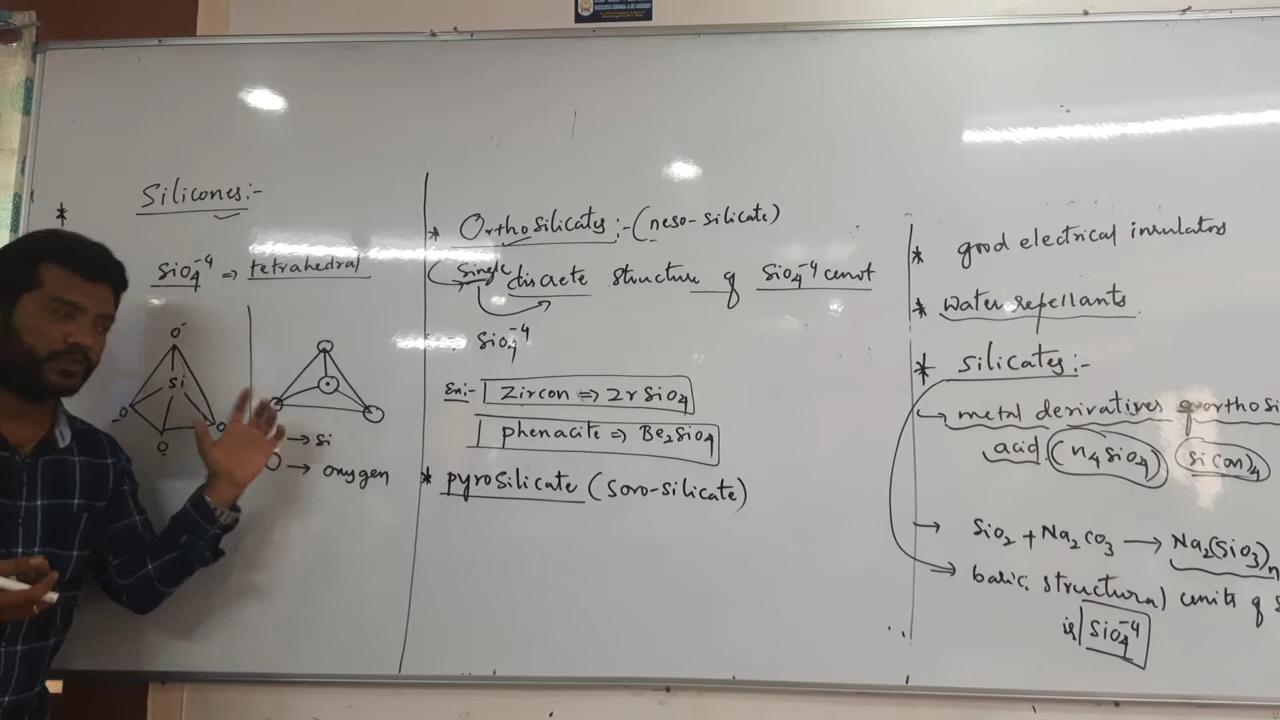 * Silicones:-
SiO4^-4 ⇒ tetrahedral
O-
Si
-O
O
O-
→ Si
O → oxygen
* Orthosilicates:- (neso-silicate)
Single discrete structure of SiO4^-4 unit
SiO4^-4
En:- Zircon ⇒ ZrSiO4
phenacite ⇒ Be2SiO4
* pyrosilicate (Soro-silicate)
* good electrical insulators
* Water repellants
* Silicates:-
→ metal derivatives of orthosi
acid (H4SiO4) Si(OH)4
→ SiO2 + Na2CO3 → Na2(SiO3)n
→ basic structural units of S
is SiO4^-4